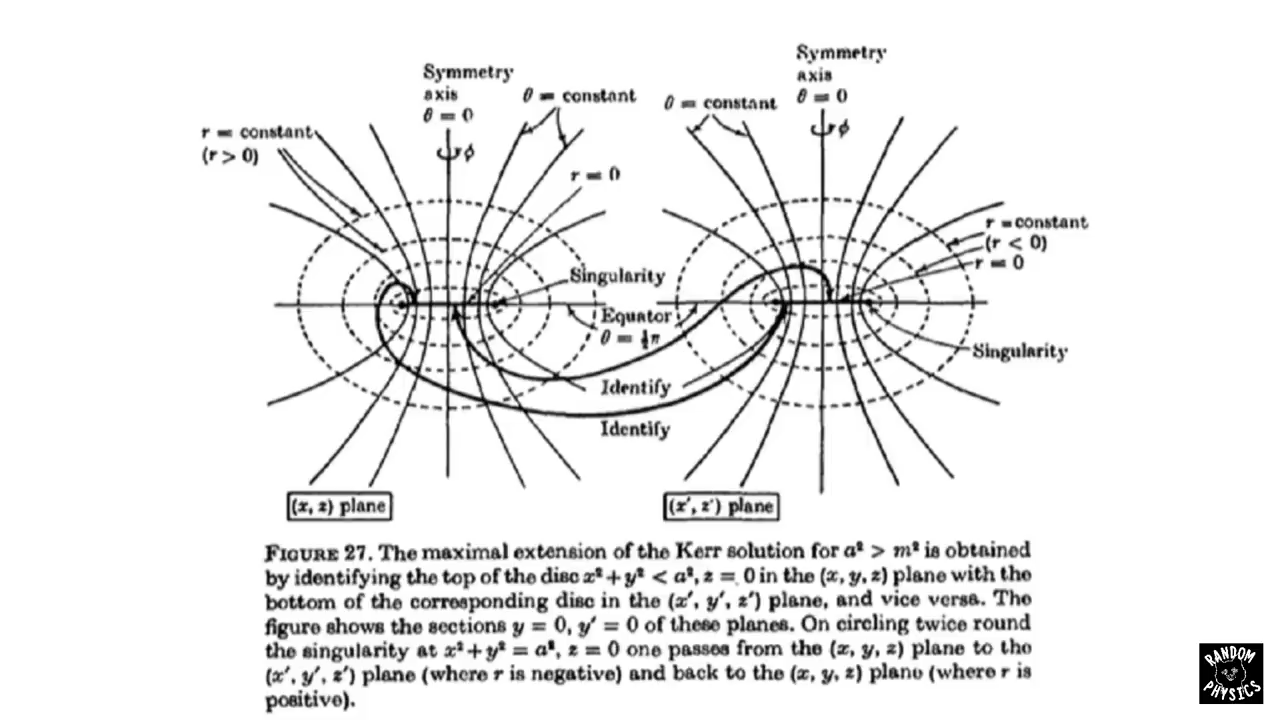 Symmetry
axis
θ = 0
θ = constant
r = constant
(r > 0)
ϕ
r = 0
Singularity
Equator
θ = ½π
Identify
Identify
(x, z) plane
Symmetry
axis
θ = 0
θ = constant
ϕ
r = constant
(r < 0)
r = 0
Singularity
(x′, z′) plane
FIGURE 27. The maximal extension of the Kerr solution for a² > m² is obtained
by identifying the top of the disc x² + y² < a², z = 0 in the (x, y, z) plane with the
bottom of the corresponding disc in the (x′, y′, z′) plane, and vice versa. The
figure shows the sections y = 0, y′ = 0 of these planes. On circling twice round
the singularity at x² + y² = a², z = 0 one passes from the (x, y, z) plane to the
(x′, y′, z′) plane (where r is negative) and back to the (x, y, z) plane (where r is
positive).
RANDOM
PHYSICS